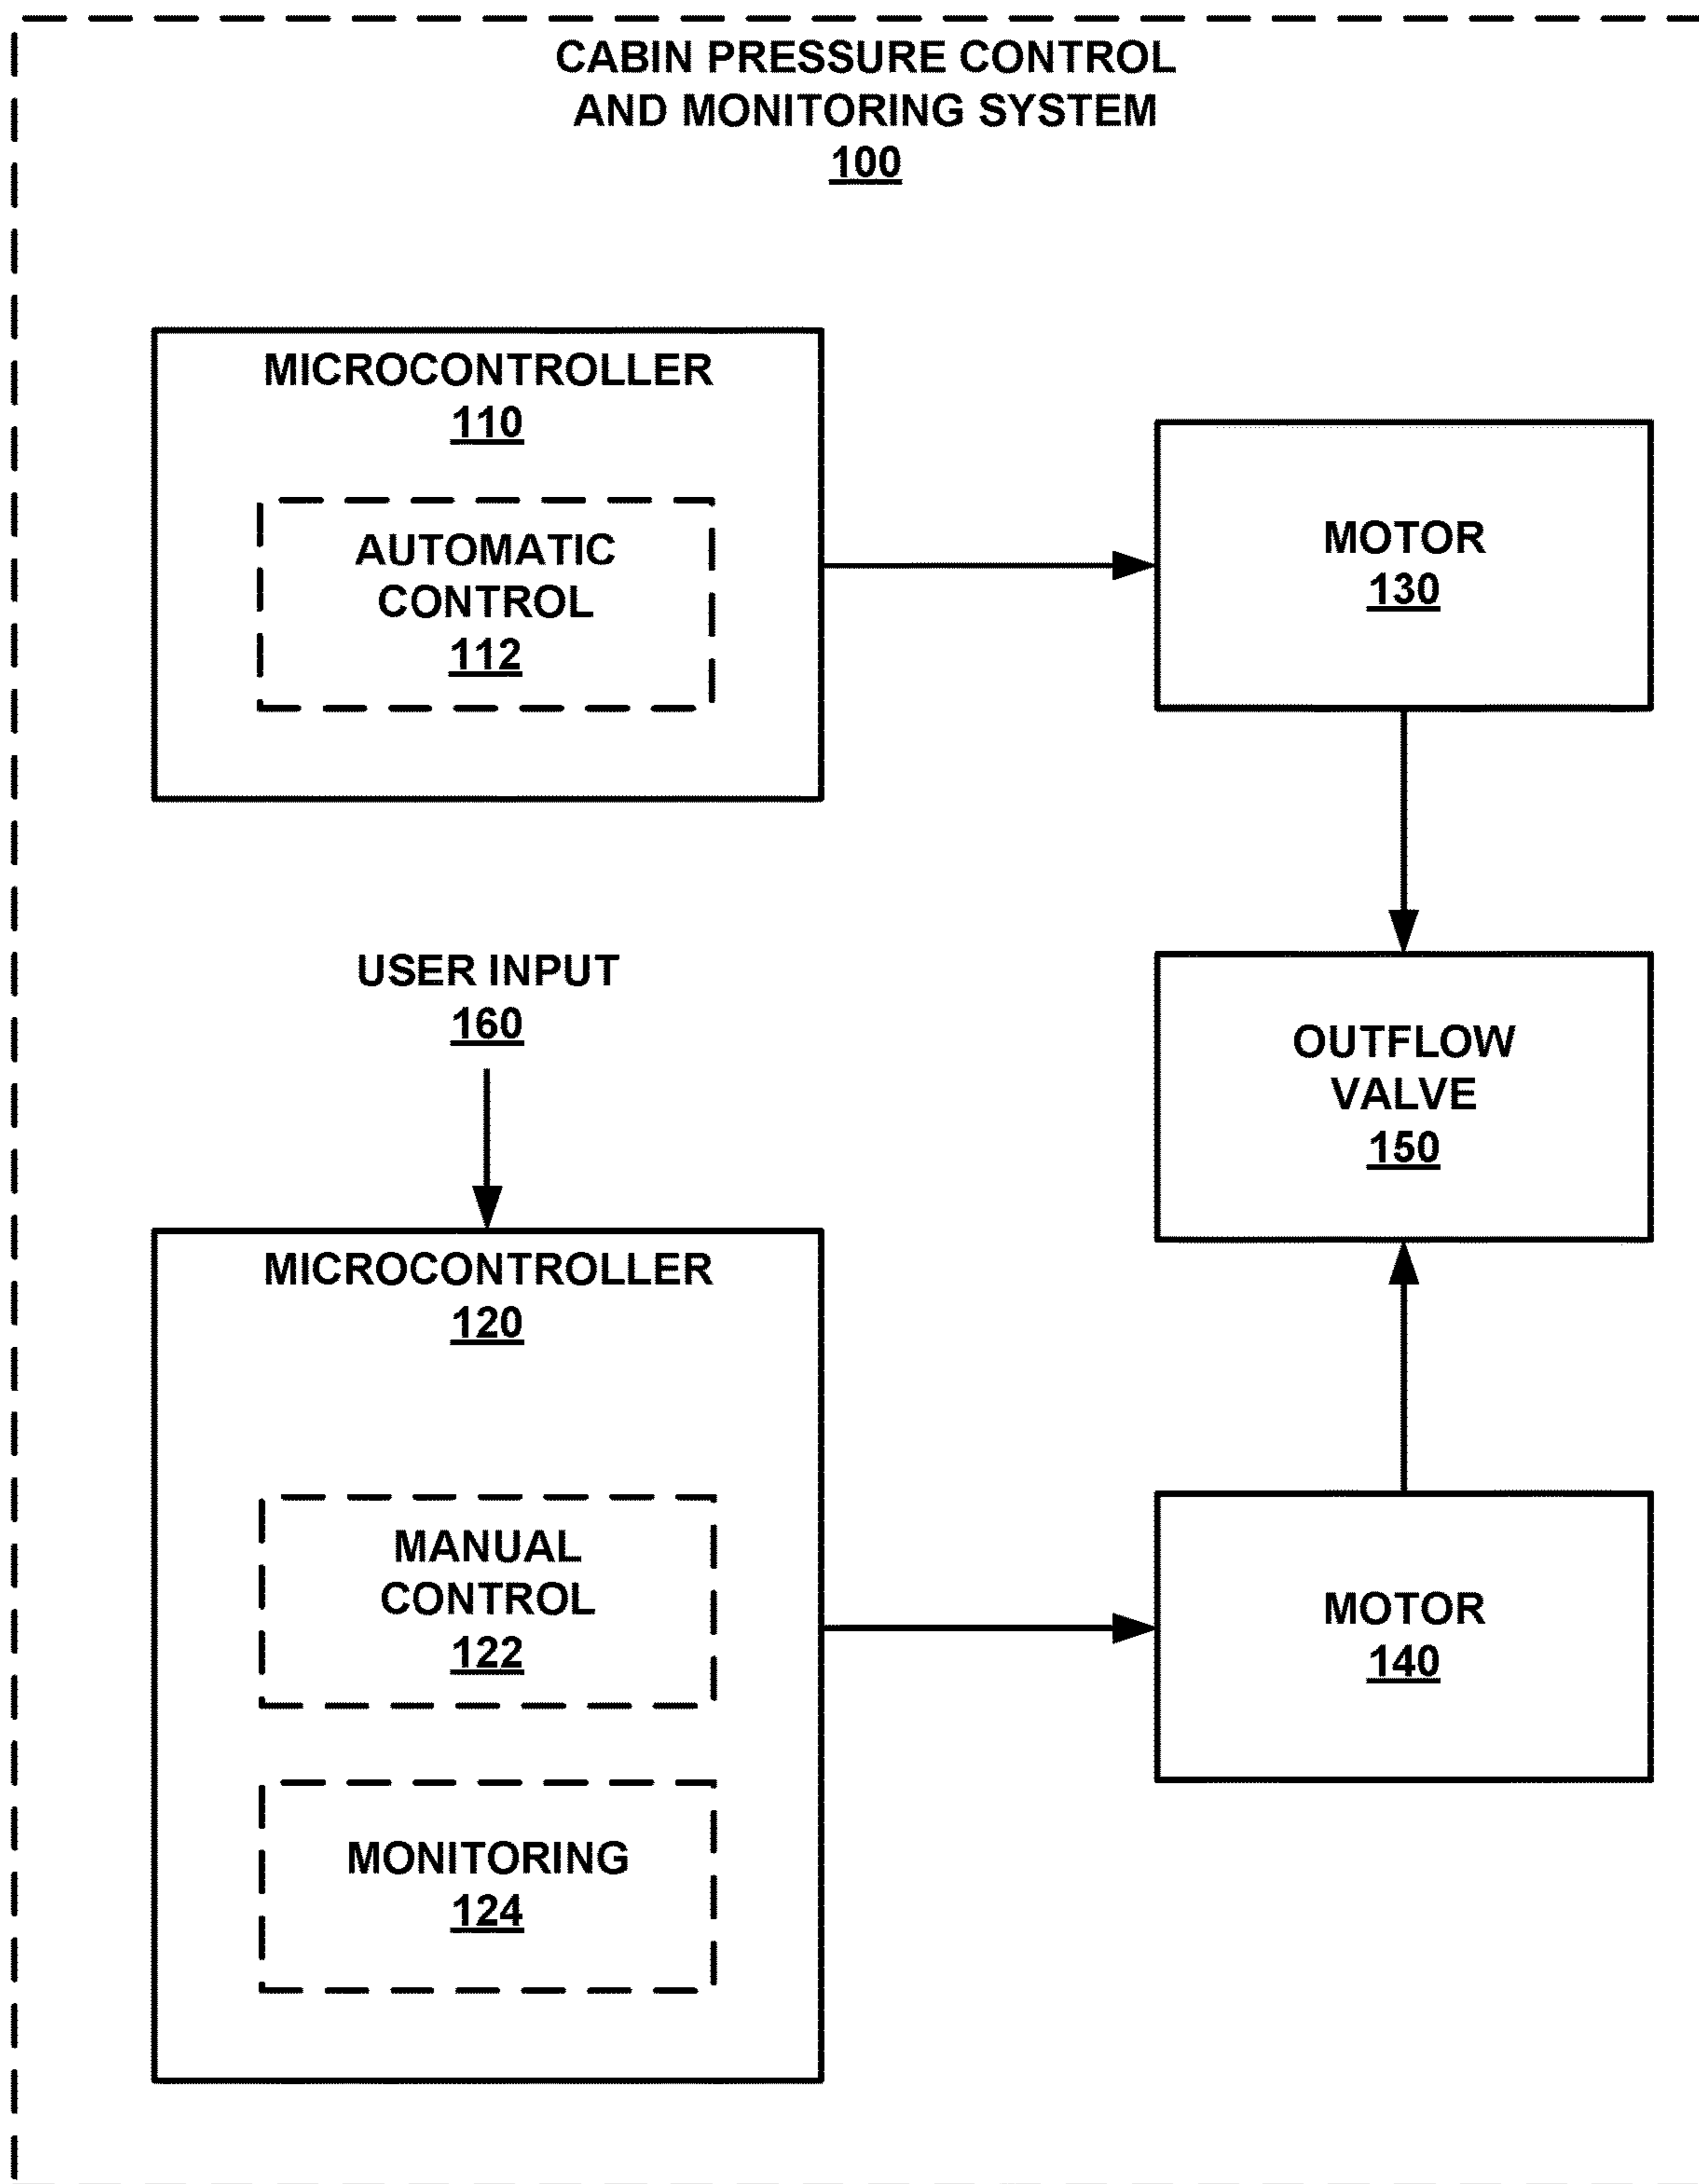 CABIN PRESSURE CONTROL
AND MONITORING SYSTEM
100
MICROCONTROLLER
110
AUTOMATIC
CONTROL
112
MOTOR
130
USER INPUT
160
OUTFLOW
VALVE
150
MICROCONTROLLER
120
MANUAL
CONTROL
122
MOTOR
140
MONITORING
124